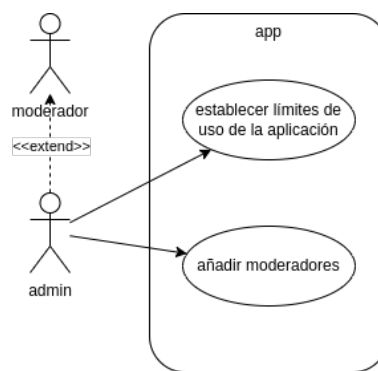 app
moderador
establecer límites de
uso de la aplicación
<<extend>>
admin
añadir moderadores